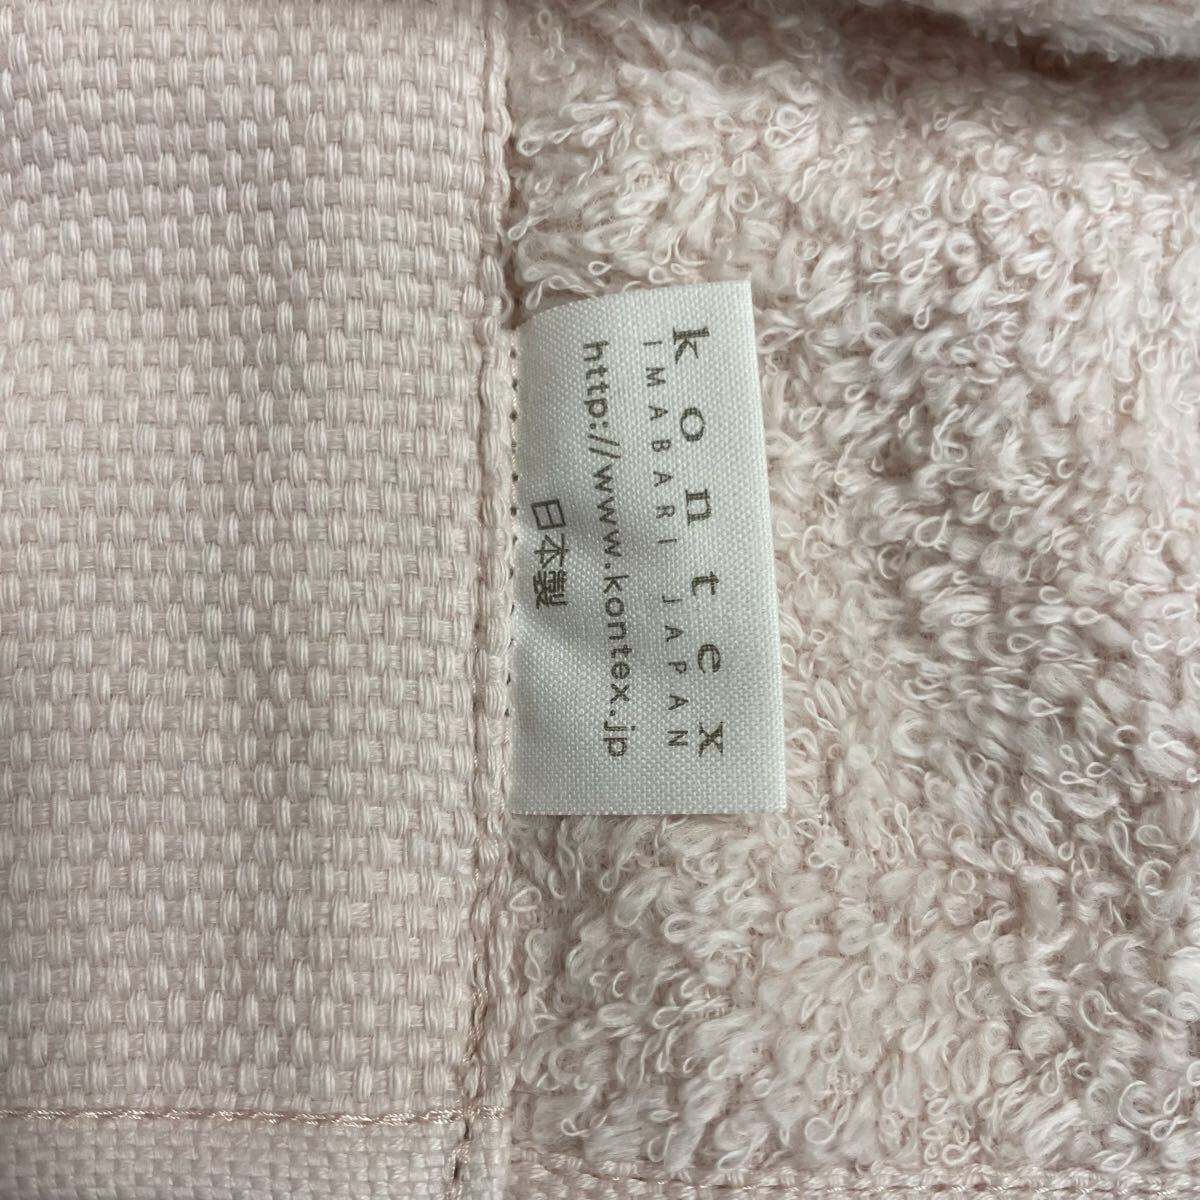 kontex
IMABARI JAPAN
http://www.kontex.jp
日本製